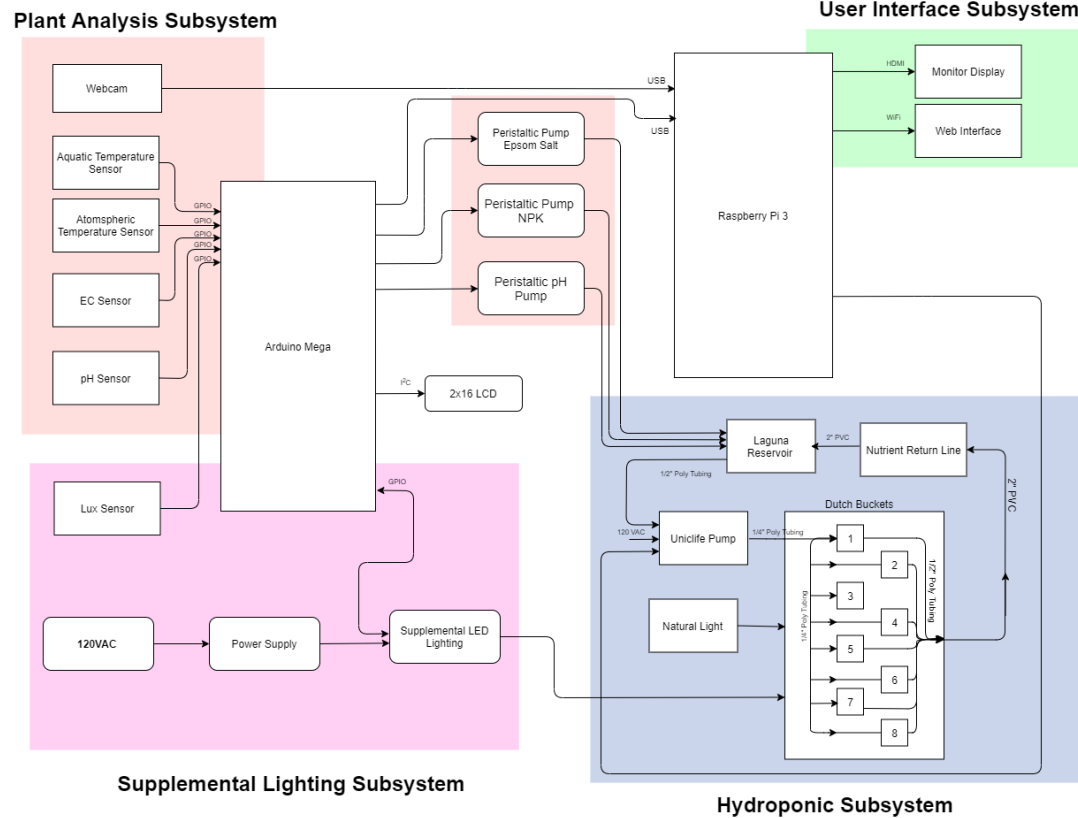 Plant Analysis Subsystem
User Interface Subsystem
Webcam
USB
HDMI
Monitor Display
WiFi
Web Interface
USB
Peristaltic Pump
Epsom Salt
Aquatic Temperature
Sensor
GPIO
Atomspheric
Temperature Sensor
GPIO
GPIO
GPIO
GPIO
Peristaltic Pump
NPK
Raspberry Pi 3
EC Sensor
Peristaltic pH
Pump
Arduino Mega
pH Sensor
I²C
2x16 LCD
Laguna
Reservoir
2" PVC
Nutrient Return Line
1/2" Poly Tubing
2" PVC
Lux Sensor
GPIO
Dutch Buckets
120 VAC
Uniclife Pump
1/4" Poly Tubing
1
2
3
4
5
6
7
8
1/4" Poly Tubing
1/2" Poly Tubing
Natural Light
120VAC
Power Supply
Supplemental LED
Lighting
Supplemental Lighting Subsystem
Hydroponic Subsystem